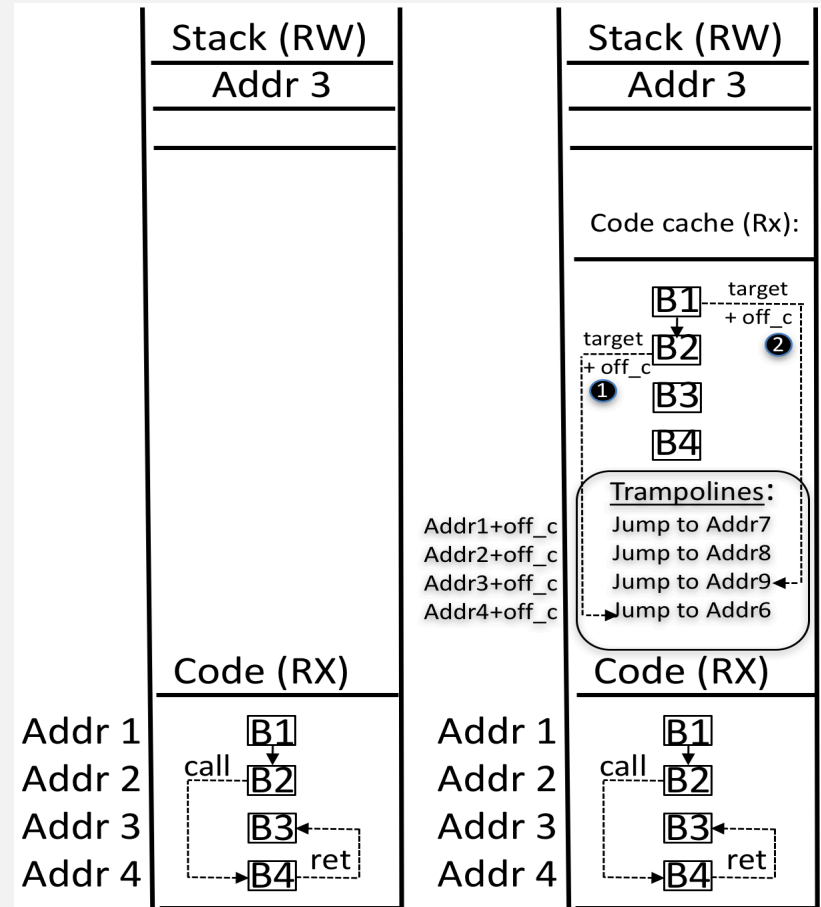 Stack (RW)
Addr 3
Code (RX)
Addr 1
B1
call
Addr 2
B2
Addr 3
B3
ret
Addr 4
B4
Stack (RW)
Addr 3
Code cache (Rx):
B1
target
+ off_c
2
target
B2
+ off_c
1
B3
B4
Trampolines:
Addr1+off_c Jump to Addr7
Addr2+off_c Jump to Addr8
Addr3+off_c Jump to Addr9
Addr4+off_c Jump to Addr6
Code (RX)
Addr 1
B1
call
Addr 2
B2
Addr 3
B3
ret
Addr 4
B4